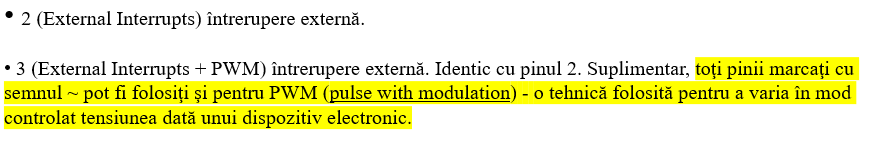 • 2 (External Interrupts) întrerupere externă.
• 3 (External Interrupts + PWM) întrerupere externă. Identic cu pinul 2. Suplimentar, toţi pinii marcaţi cu
semnul ~ pot fi folosiţi şi pentru PWM (pulse with modulation) - o tehnică folosită pentru a varia în mod
controlat tensiunea dată unui dispozitiv electronic.